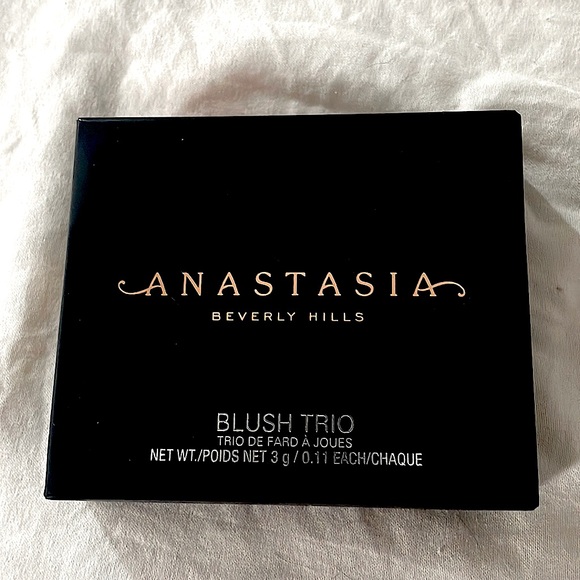 ANASTASIA
BEVERLY HILLS
BLUSH TRIO
TRIO DE FARD À JOUES
NET WT./POIDS NET 3 g / 0.11 EACH/CHAQUE